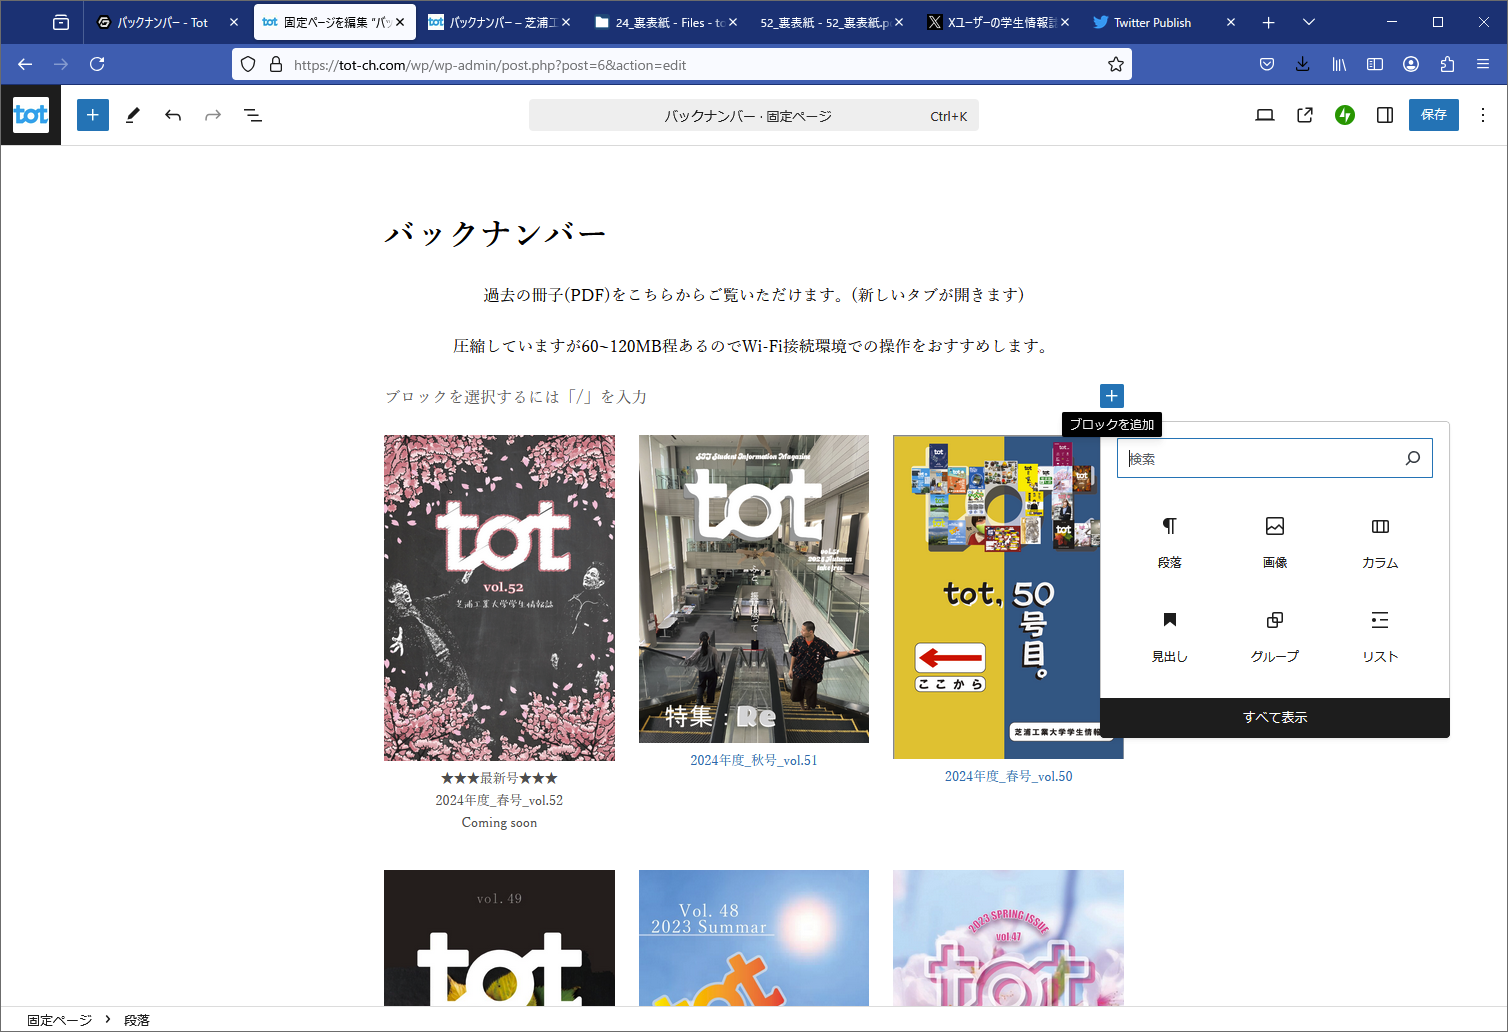 バックナンバー - Tot
固定ページを編集 "バッ
バックナンバー – 芝浦工
24_裏表紙 - Files - to
52_裏表紙 - 52_裏表紙.p
Xユーザーの学生情報誌
Twitter Publish
https://tot-ch.com/wp/wp-admin/post.php?post=6&action=edit
tot
バックナンバー · 固定ページ
Ctrl+K
保存
バックナンバー
過去の冊子(PDF)をこちらからご覧いただけます。(新しいタブが開きます)
圧縮していますが60~120MB程あるのでWi-Fi接続環境での操作をおすすめします。
ブロックを選択するには「/」を入力
ブロックを追加
検索
段落
画像
カラム
見出し
グループ
リスト
すべて表示
tot
vol.52
芝浦工業大学学生情報誌
★★★最新号★★★
2024年度_春号_vol.52
Coming soon
SIT Student Information Magazine
tot
vol.51
2024 Autumn
take free
ふと、振り返って
特集：Re
2024年度_秋号_vol.51
tot, 50
号目。
ここから
芝浦工業大学学生情報
2024年度_春号_vol.50
vol. 49
tot
Vol. 48
2023 Summar
tot
2023 SPRING ISSUE
vol.47
tot
固定ページ
段落